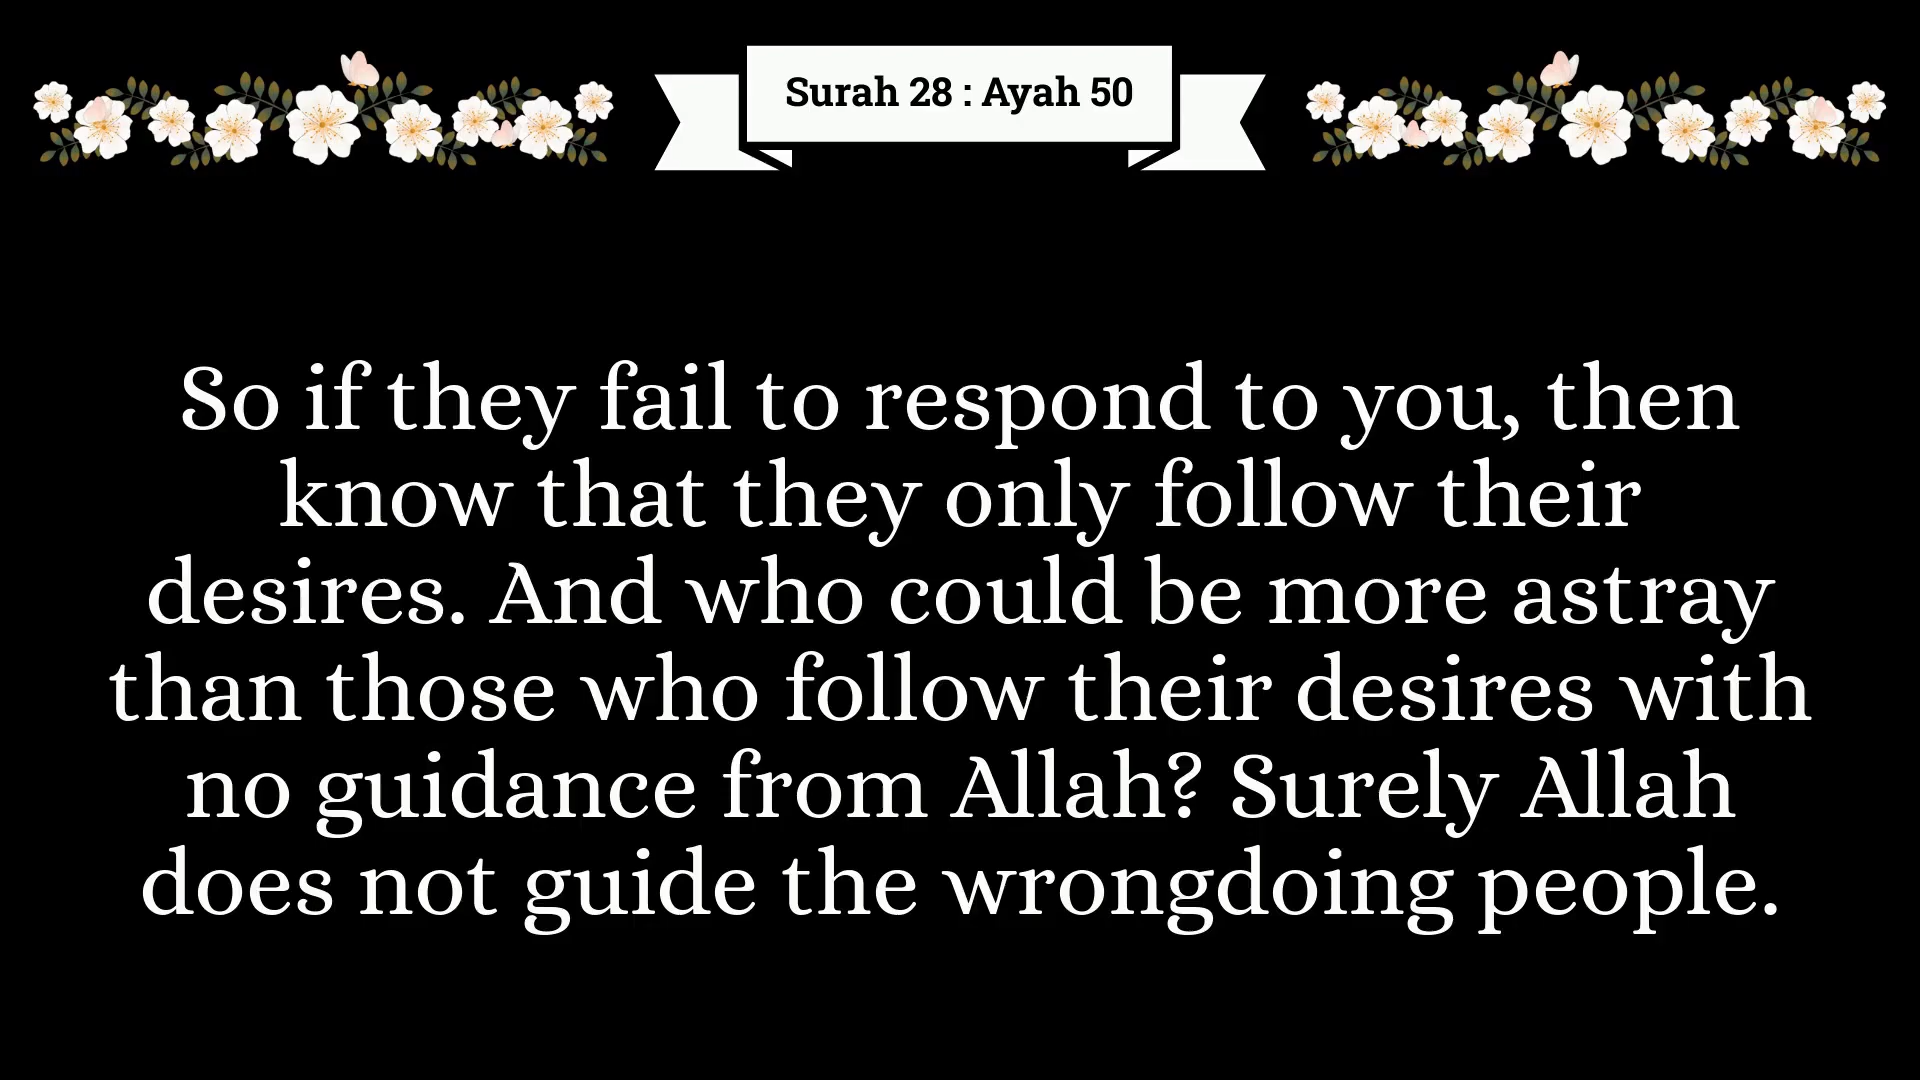 Surah 28 : Ayah 50
So if they fail to respond to you, then
know that they only follow their
desires. And who could be more astray
than those who follow their desires with
no guidance from Allah? Surely Allah
does not guide the wrongdoing people.